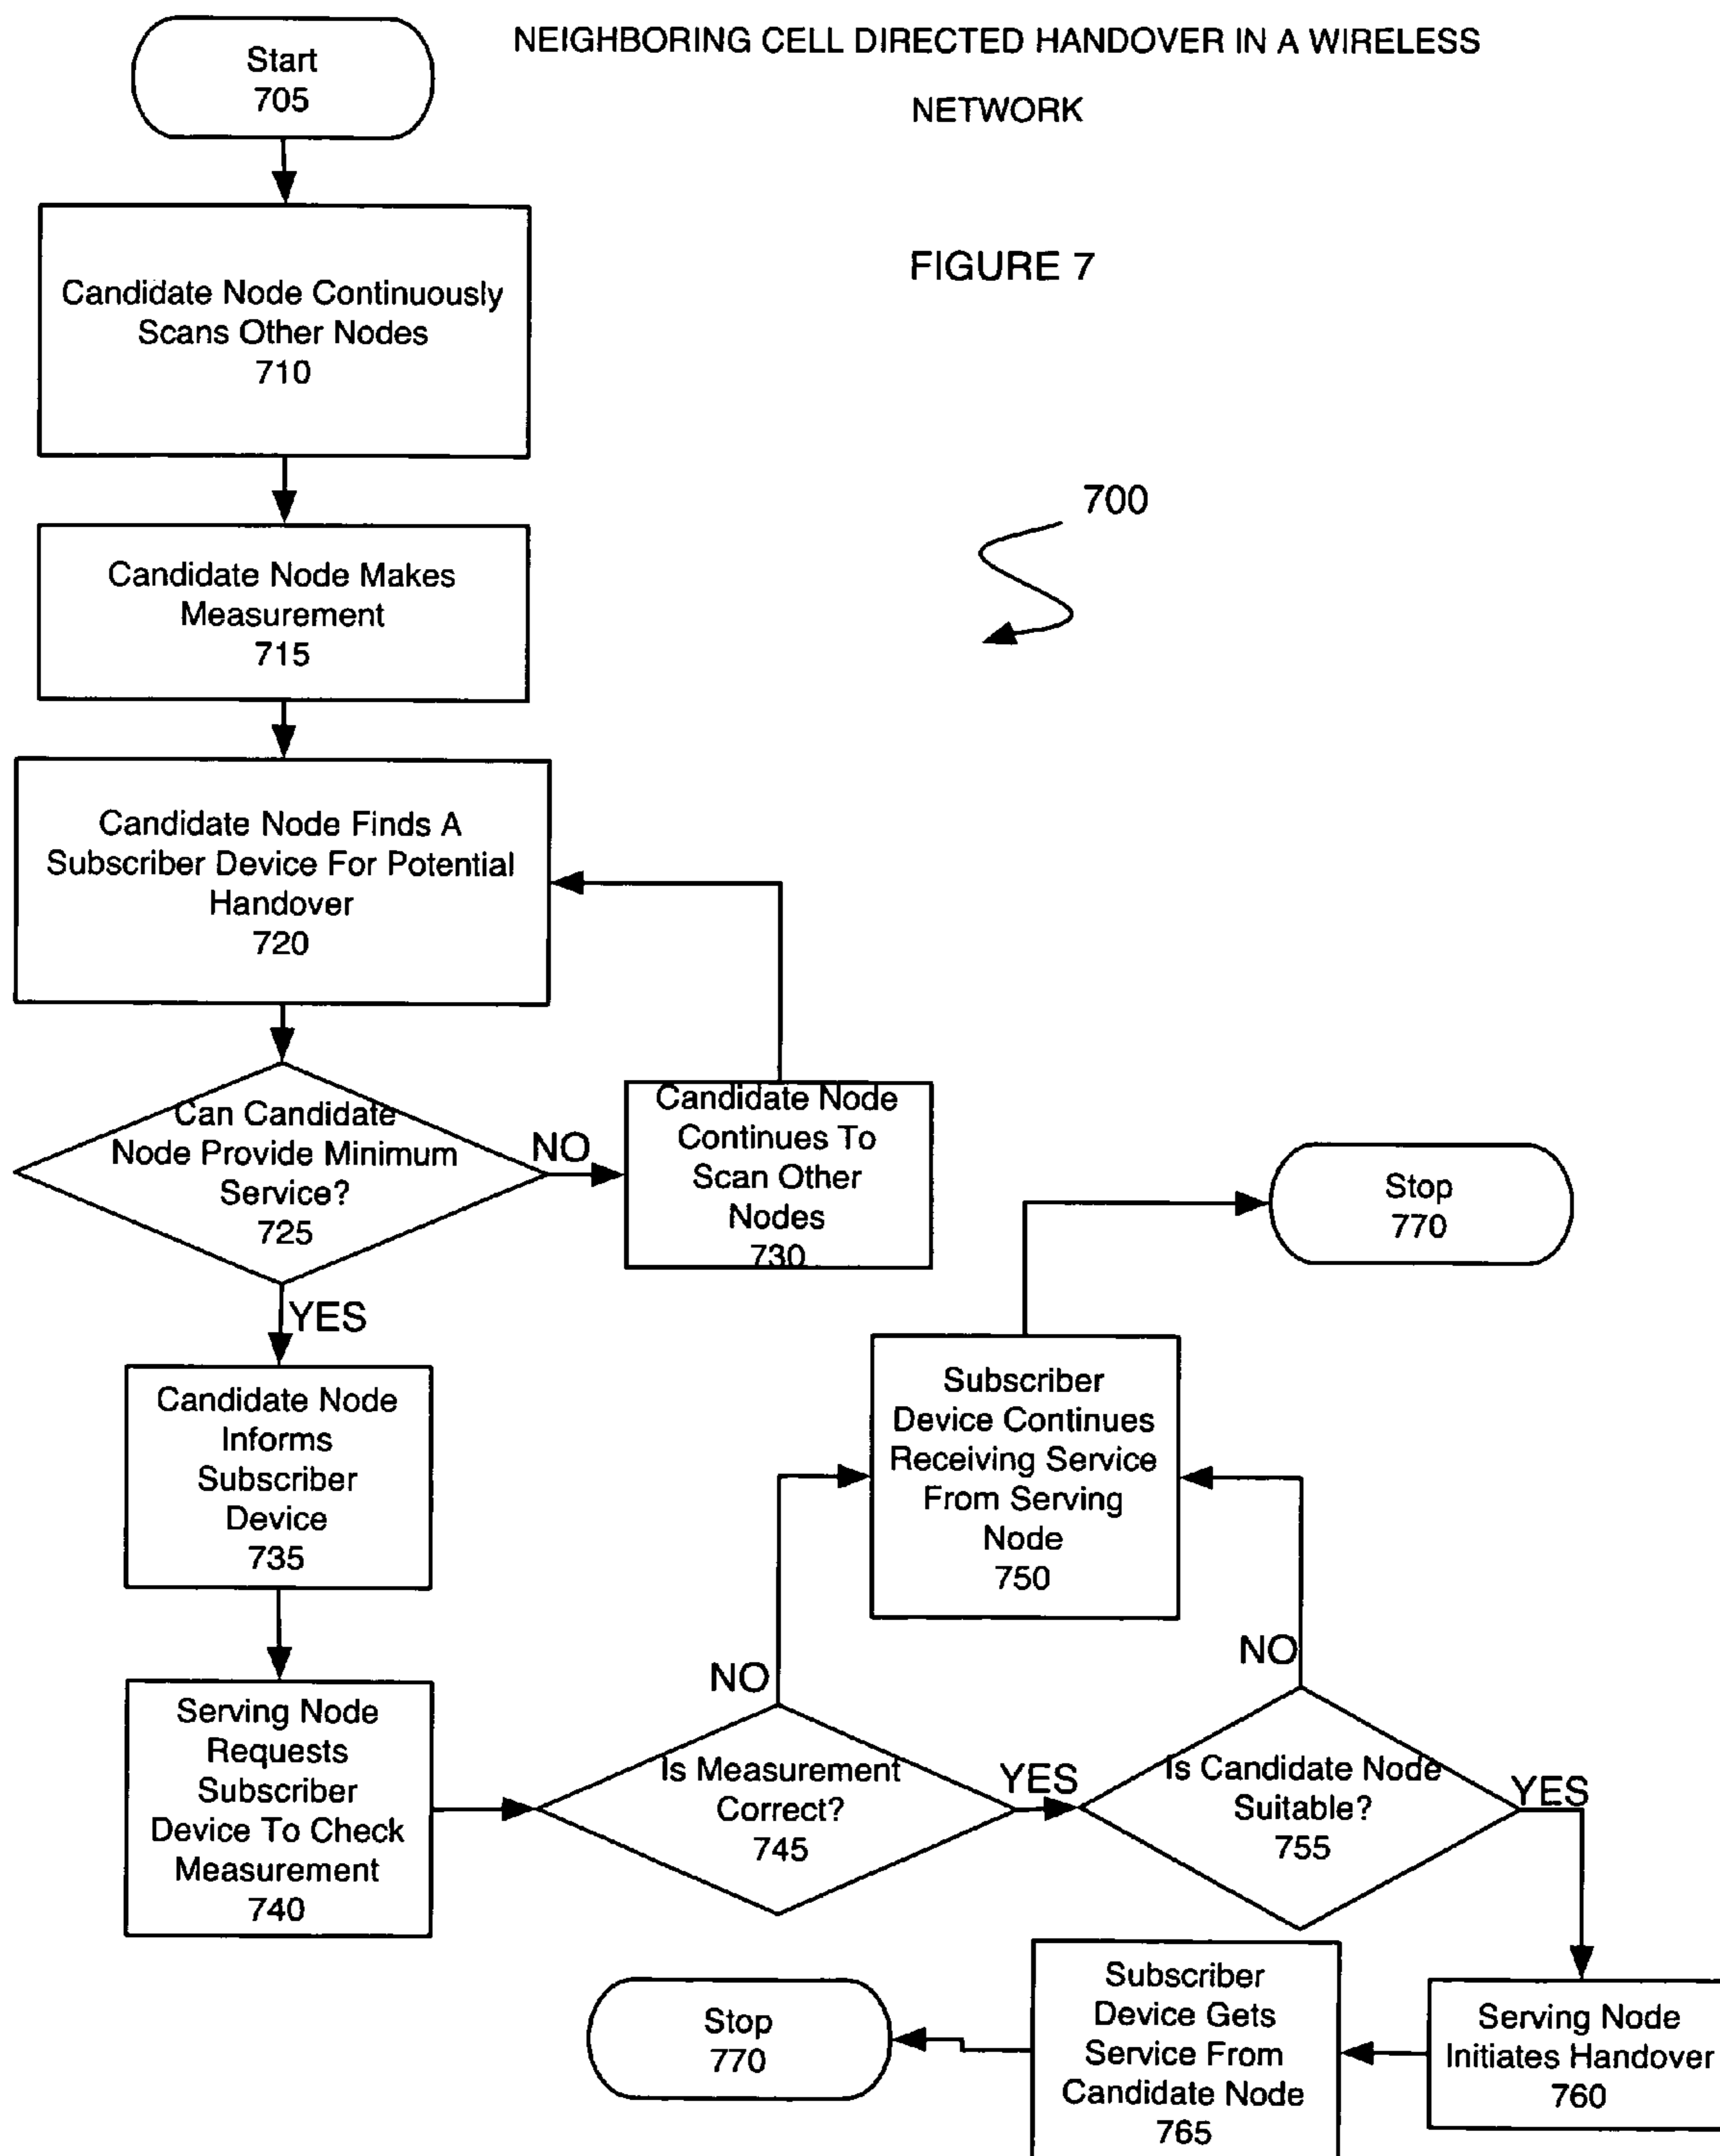 NEIGHBORING CELL DIRECTED HANDOVER IN A WIRELESS
NETWORK
FIGURE 7
700
Start
705
Candidate Node Continuously
Scans Other Nodes
710
Candidate Node Makes
Measurement
715
Candidate Node Finds A
Subscriber Device For Potential
Handover
720
Can Candidate
Node Provide Minimum
Service?
725
NO
Candidate Node
Continues To
Scan Other
Nodes
730
YES
Candidate Node
Informs
Subscriber
Device
735
Serving Node
Requests
Subscriber
Device To Check
Measurement
740
Is Measurement
Correct?
745
NO
Subscriber
Device Continues
Receiving Service
From Serving
Node
750
Stop
770
YES
Is Candidate Node
Suitable?
755
NO
YES
Serving Node
Initiates Handover
760
Subscriber
Device Gets
Service From
Candidate Node
765
Stop
770